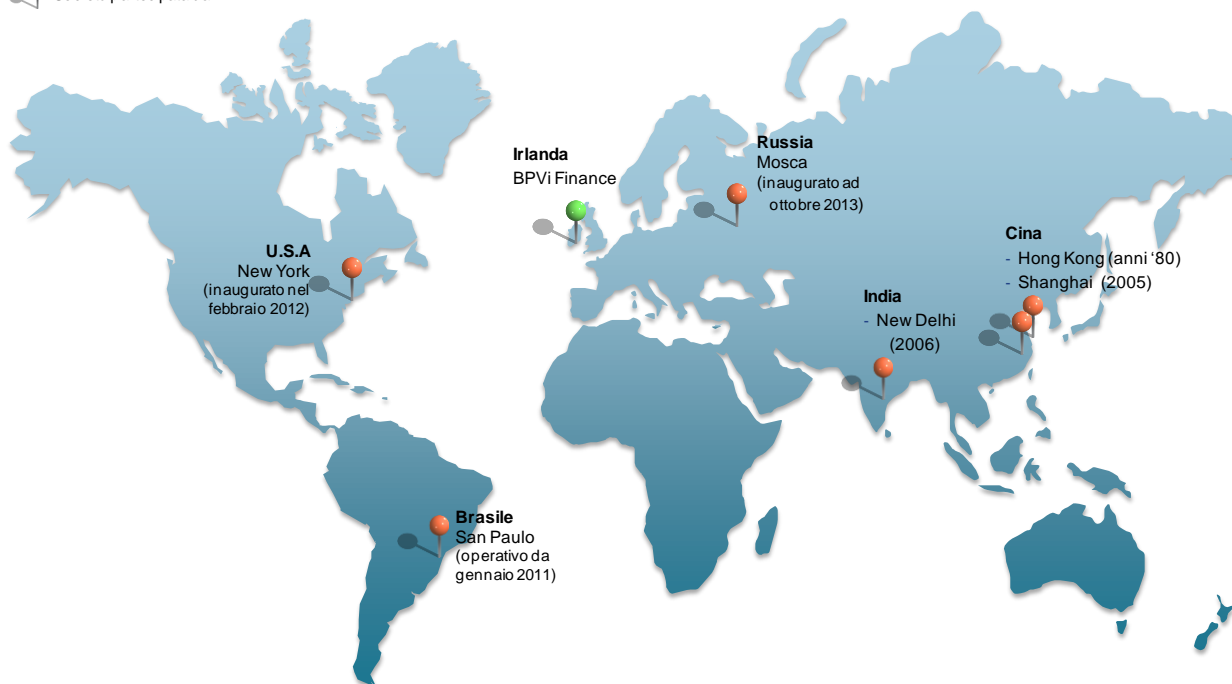 Irlanda
BPVi Finance
Russia
Mosca
(inaugurato ad
ottobre 2013)
U.S.A
New York
(inaugurato nel
febbraio 2012)
Cina
- Hong Kong (anni ‘80)
- Shanghai (2005)
India
- New Delhi
(2006)
Brasile
San Paulo
(operativo da
gennaio 2011)